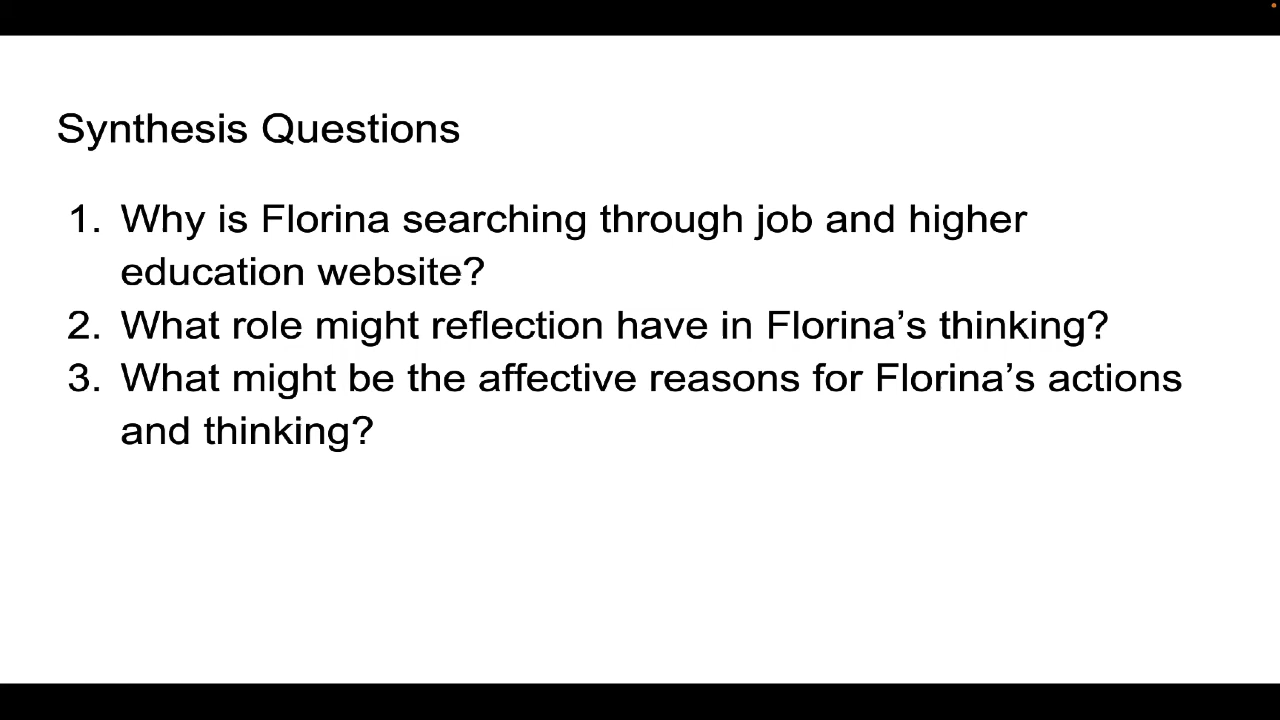 Synthesis Questions
1. Why is Florina searching through job and higher
education website?
2. What role might reflection have in Florina’s thinking?
3. What might be the affective reasons for Florina’s actions
and thinking?